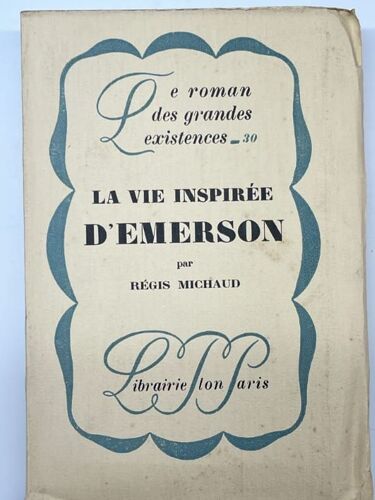 Le roman
des grandes
existences - 30
LA VIE INSPIRÉE
D'EMERSON
par
RÉGIS MICHAUD
Librairie Plon Paris